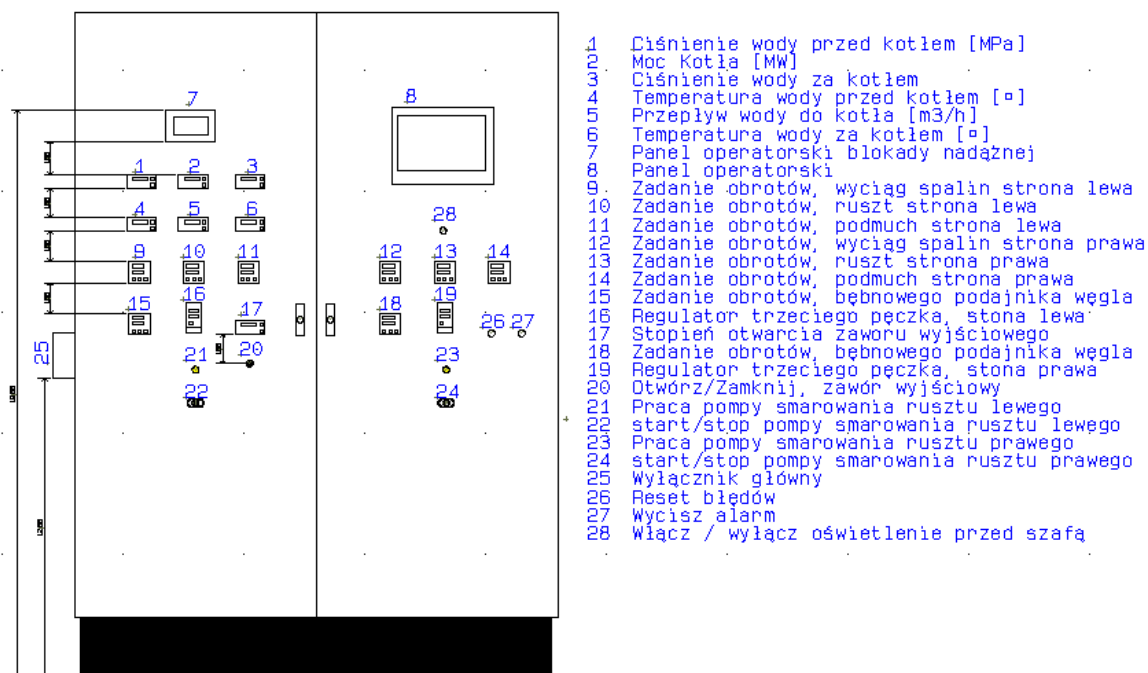 7
8
1 2 3
4 5 6
28
9 10 11
12 13 14
15 16 17
18 19
26 27
25
21 20
23
22
24
1 Ciśnienie wody przed kotłem [MPa]
2 Moc Kotła [MW]
3 Ciśnienie wody za kotłem
4 Temperatura wody przed kotłem [¤]
5 Przepływ wody do kotła [m3/h]
6 Temperatura wody za kotłem [¤]
7 Panel operatorski blokady nadążnej
8 Panel operatorski
9 Zadanie obrotów, wyciąg spalin strona lewa
10 Zadanie obrotów, ruszt strona lewa
11 Zadanie obrotów, podmuch strona lewa
12 Zadanie obrotów, wyciąg spalin strona prawa
13 Zadanie obrotów, ruszt strona prawa
14 Zadanie obrotów, podmuch strona prawa
15 Zadanie obrotów, bębnowego podajnika węgla
16 Regulator trzeciego pęczka, stona lewa
17 Stopień otwarcia zaworu wyjściowego
18 Zadanie obrotów, bębnowego podajnika węgla
19 Regulator trzeciego pęczka, stona prawa
20 Otwórz/Zamknij, zawór wyjściowy
21 Praca pompy smarowania rusztu lewego
22 start/stop pompy smarowania rusztu lewego
23 Praca pompy smarowania rusztu prawego
24 start/stop pompy smarowania rusztu prawego
25 Wyłącznik główny
26 Reset błędów
27 Wycisz alarm
28 Włącz / wyłącz oświetlenie przed szafą